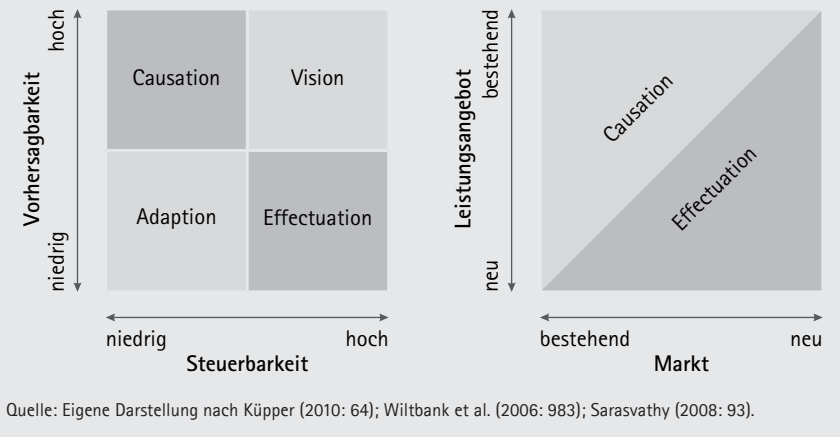 Vorhersagbarkeit
hoch
niedrig
Causation
Vision
Adaption
Effectuation
niedrig
hoch
Steuerbarkeit
Leistungsangebot
bestehend
neu
Causation
Effectuation
bestehend
neu
Markt
Quelle: Eigene Darstellung nach Küpper (2010: 64); Wiltbank et al. (2006: 983); Sarasvathy (2008: 93).